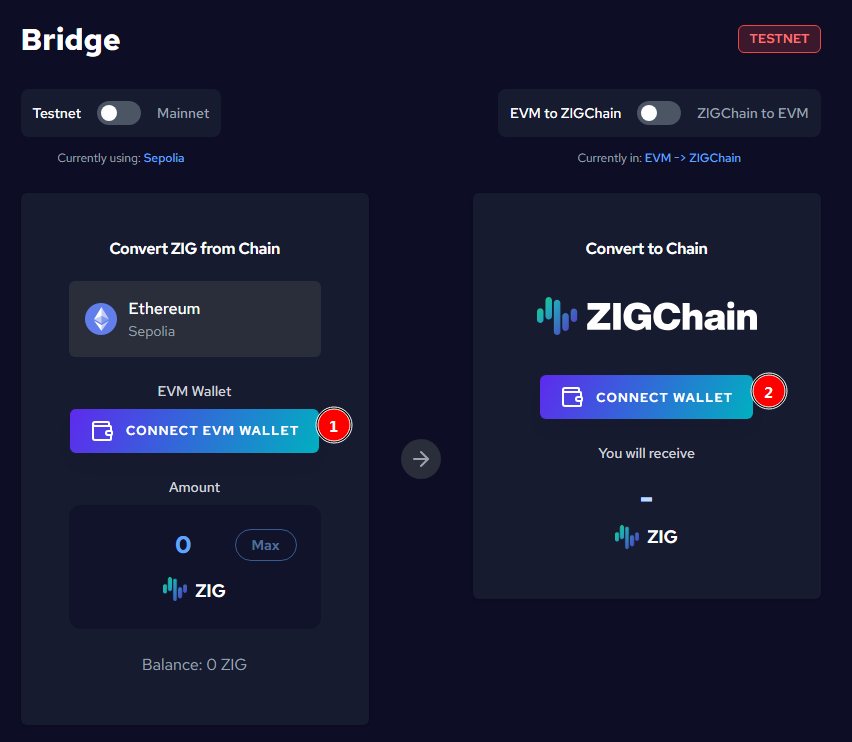 Bridge
TESTNET
Testnet Mainnet
EVM to ZIGChain ZIGChain to EVM
Currently using: Sepolia
Currently in: EVM -> ZIGChain
Convert ZIG from Chain
Ethereum
Sepolia
EVM Wallet
CONNECT EVM WALLET
1
Amount
0
Max
ZIG
Balance: 0 ZIG
Convert to Chain
ZIGChain
CONNECT WALLET
2
You will receive
-
ZIG